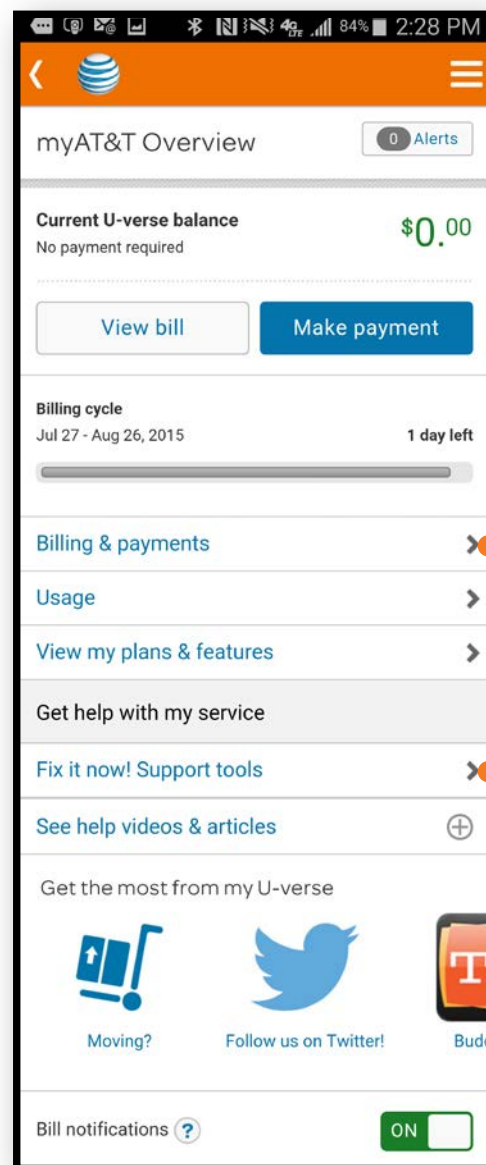 84% 2:28 PM
myAT&T Overview
0 Alerts
Current U-verse balance
$0.00
No payment required
View bill
Make payment
Billing cycle
Jul 27 - Aug 26, 2015
1 day left
Billing & payments
Usage
View my plans & features
Get help with my service
Fix it now! Support tools
See help videos & articles
Get the most from my U-verse
Moving?
Follow us on Twitter!
Bill notifications ?
ON